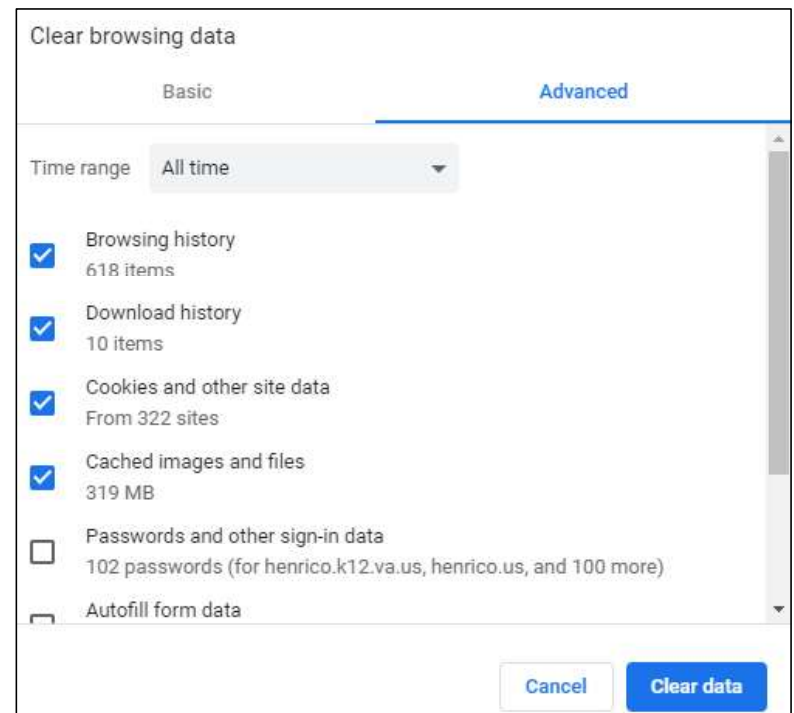 Clear browsing data
Basic Advanced
Time range All time
Browsing history
618 items
Download history
10 items
Cookies and other site data
From 322 sites
Cached images and files
319 MB
Passwords and other sign-in data
102 passwords (for henrico.k12.va.us, henrico.us, and 100 more)
Autofill form data
Cancel Clear data